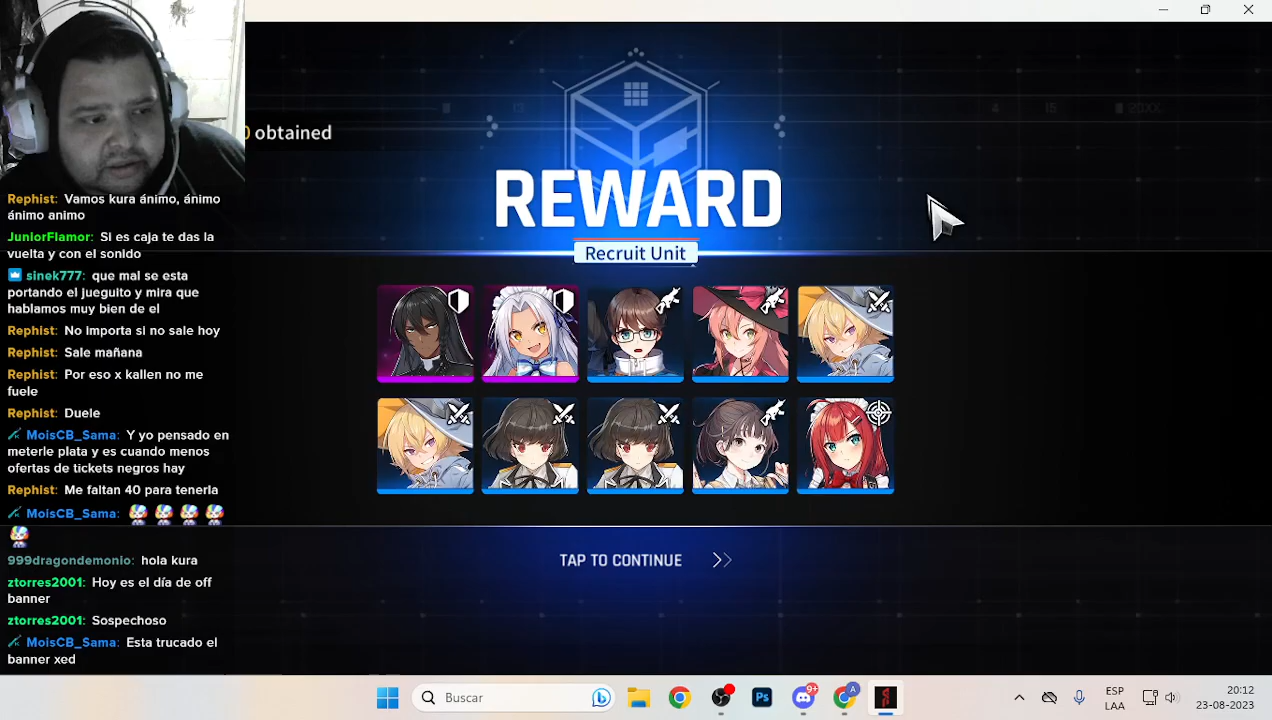 0 obtained
REWARD
Recruit Unit
TAP TO CONTINUE
Rephist: Vamos kura ánimo, ánimo
ánimo animo
JuniorFlamor: Si es caja te das la
vuelta y con el sonido
sinek777: que mal se esta
portando el jueguito y mira que
hablamos muy bien de el
Rephist: No importa si no sale hoy
Rephist: Sale mañana
Rephist: Por eso x kallen no me
fuele
Rephist: Duele
MoisCB_Sama: Y yo pensado en
meterle plata y es cuando menos
ofertas de tickets negros hay
Rephist: Me faltan 40 para tenerla
MoisCB_Sama:
999dragondemonio: hola kura
ztorres2001: Hoy es el día de off
banner
ztorres2001: Sospechoso
MoisCB_Sama: Esta trucado el
banner xed
Buscar
Ps
9+
A
ESP
LAA
20:12
23-08-2023